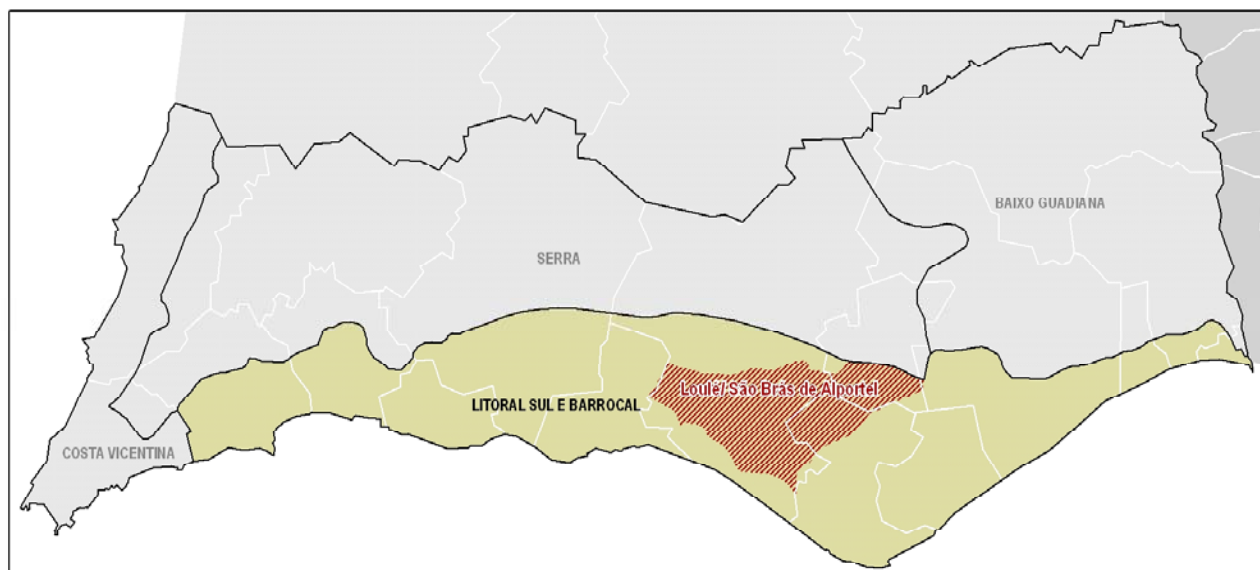 BAIXO GUADIANA
SERRA
Loulé/ São Brás de Alportel
LITORAL SUL E BARROCAL
COSTA VICENTINA